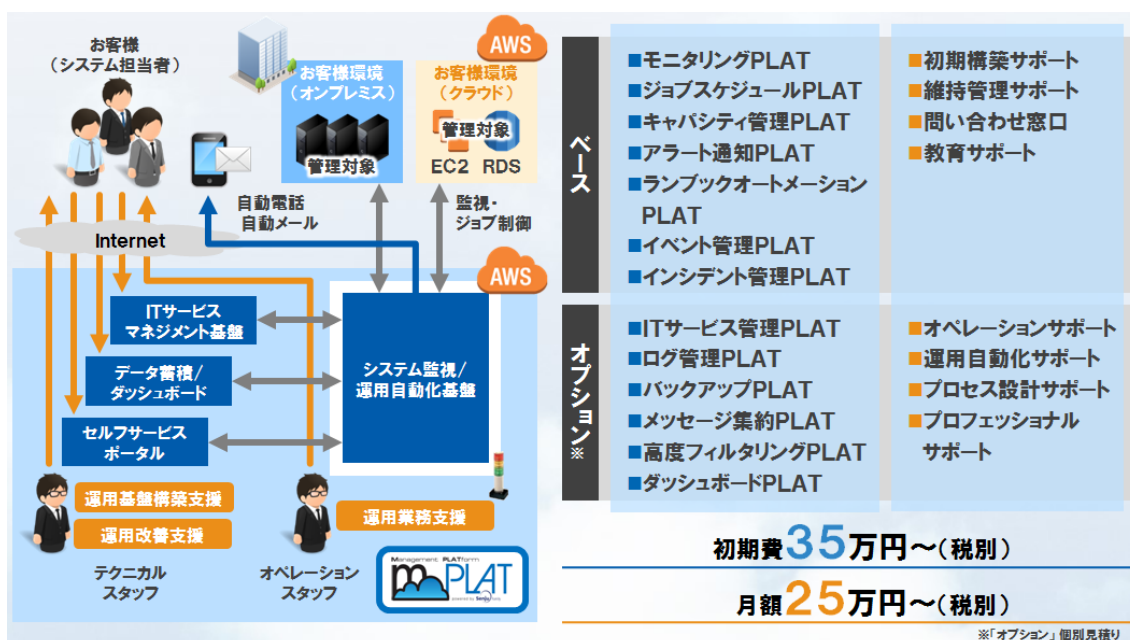 お客様
（システム担当者）
AWS
お客様環境
（オンプレミス）
管理対象
お客様環境
（クラウド）
管理対象
EC2 RDS
自動電話
自動メール
監視・
ジョブ制御
Internet
AWS
ITサービス
マネジメント基盤
データ蓄積/
ダッシュボード
セルフサービス
ポータル
システム監視/
運用自動化基盤
運用基盤構築支援
運用改善支援
運用業務支援
テクニカル
スタッフ
オペレーション
スタッフ
Management PLATform
mPLAT
ベース
■モニタリングPLAT
■ジョブスケジュールPLAT
■キャパシティ管理PLAT
■アラート通知PLAT
■ランブックオートメーション
PLAT
■イベント管理PLAT
■インシデント管理PLAT
■初期構築サポート
■維持管理サポート
■問い合わせ窓口
■教育サポート
オプション※
■ITサービス管理PLAT
■ログ管理PLAT
■バックアップPLAT
■メッセージ集約PLAT
■高度フィルタリングPLAT
■ダッシュボードPLAT
■オペレーションサポート
■運用自動化サポート
■プロセス設計サポート
■プロフェッショナル
サポート
初期費35万円～（税別）
月額25万円～（税別）
※「オプション」個別見積り